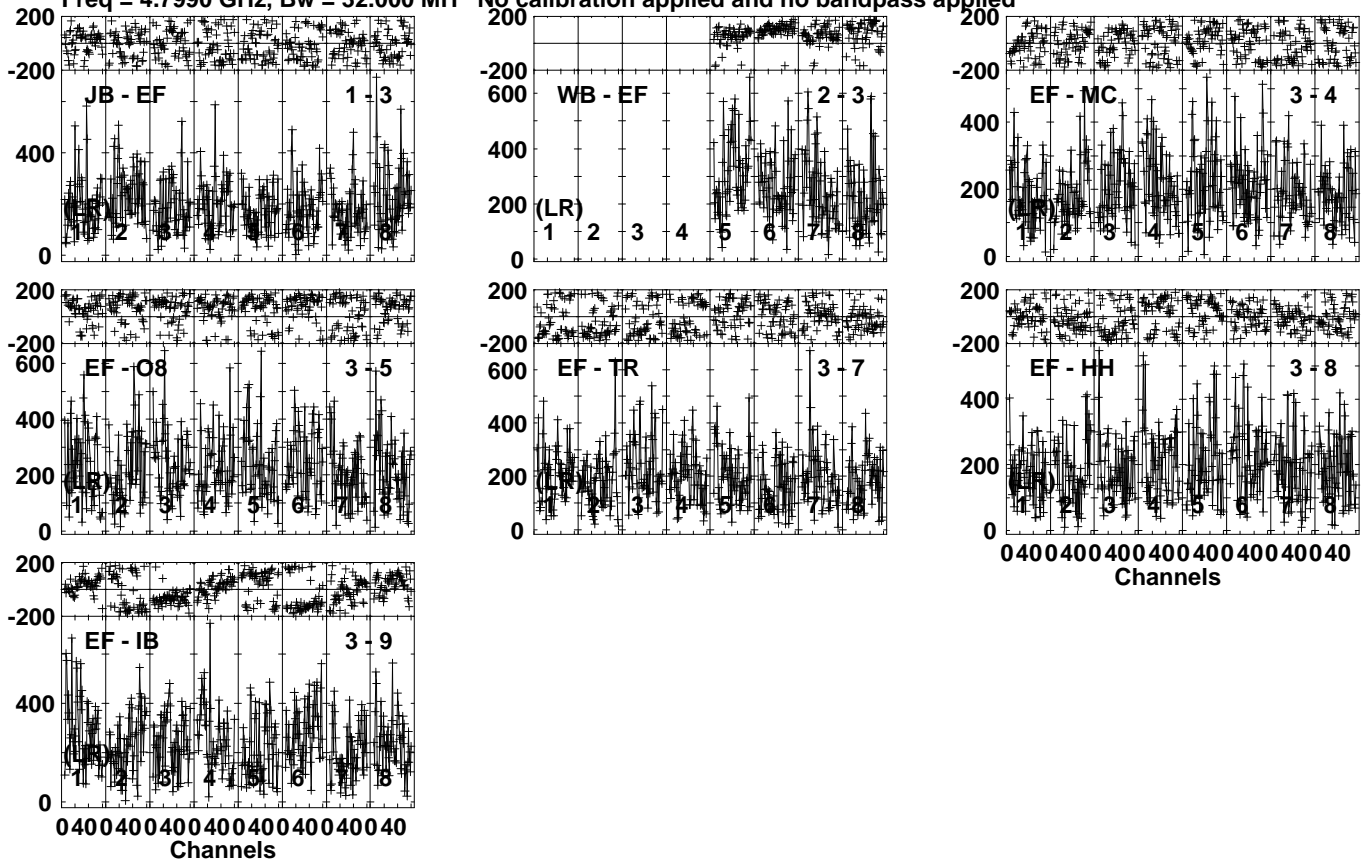 Freq = 4.7990 GHz, Bw = 32.000 MH No calibration applied and no bandpass applied
200
-200
JB - EF 1 - 3
400
(LR)
1 2 3 4 5 6 7 8
0
200
-200
WB - EF 2 - 3
600
400
200
(LR)
1 2 3 4 5 6 7 8
0
200
-200
EF - MC 3 - 4
400
200
(LR)
1 2 3 4 5 6 7 8
0
200
-200
EF - O8 3 - 5
600
400
200
(LR)
1 2 3 4 5 6 7 8
0
200
-200
EF - TR 3 - 7
600
400
200
(LR)
1 2 3 4 5 6 7 8
0
200
-200
EF - HH 3 - 8
400
200
(LR)
1 2 3 4 5 6 7 8
0
0 40 0 40 0 40 0 40 0 40 0 40 0 40 0 40
Channels
200
-200
EF - IB 3 - 9
400
(LR)
1 2 3 4 5 6 7 8
0
0 40 0 40 0 40 0 40 0 40 0 40 0 40 0 40
Channels